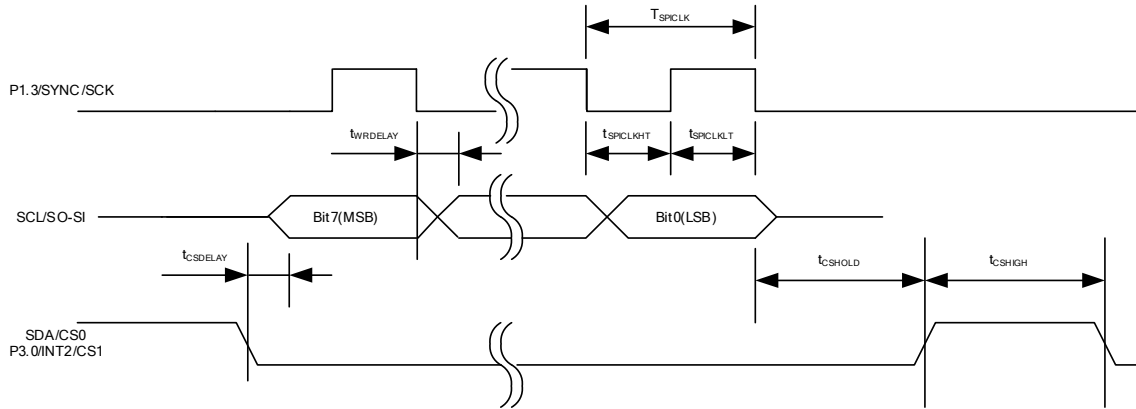 TSPICLK
P1.3/SYNC/SCK
tWRDELAY
tSPICLKHT
tSPICLKLT
SCL/SO-SI
Bit7(MSB)
Bit0(LSB)
tCSDELAY
tCSHOLD
tCSHIGH
SDA/CS0
P3.0/INT2/CS1